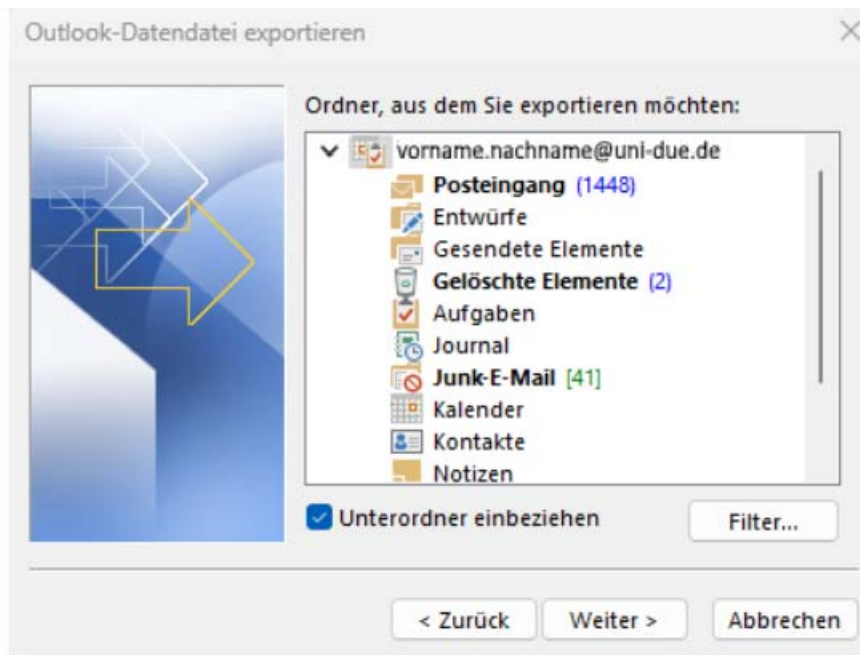 Outlook-Datendatei exportieren
Ordner, aus dem Sie exportieren möchten:
vorname.nachname@uni-due.de
Posteingang (1448)
Entwürfe
Gesendete Elemente
Gelöschte Elemente (2)
Aufgaben
Journal
Junk-E-Mail [41]
Kalender
Kontakte
Notizen
Unterordner einbeziehen
Filter...
< Zurück
Weiter >
Abbrechen